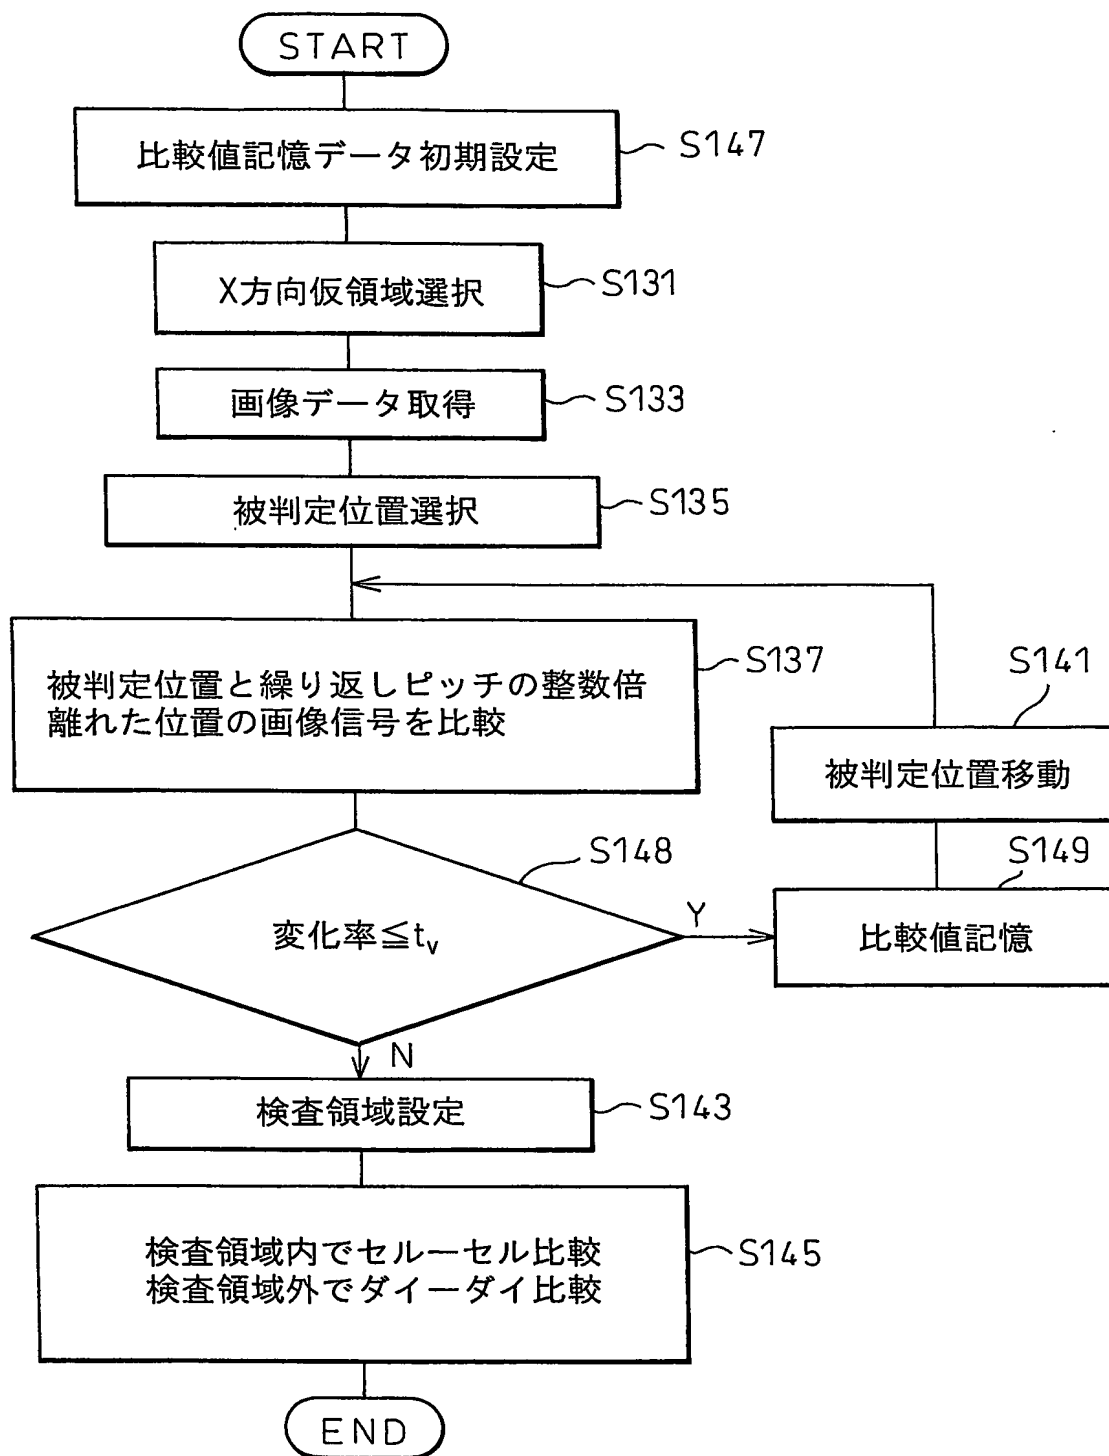 START
比較値記憶データ初期設定
S147
X方向仮領域選択
S131
画像データ取得
S133
被判定位置選択
S135
被判定位置と繰り返しピッチの整数倍
離れた位置の画像信号を比較
S137
S141
被判定位置移動
S148
変化率≦tv
Y
S149
比較値記憶
N
検査領域設定
S143
検査領域内でセルーセル比較
検査領域外でダイーダイ比較
S145
END